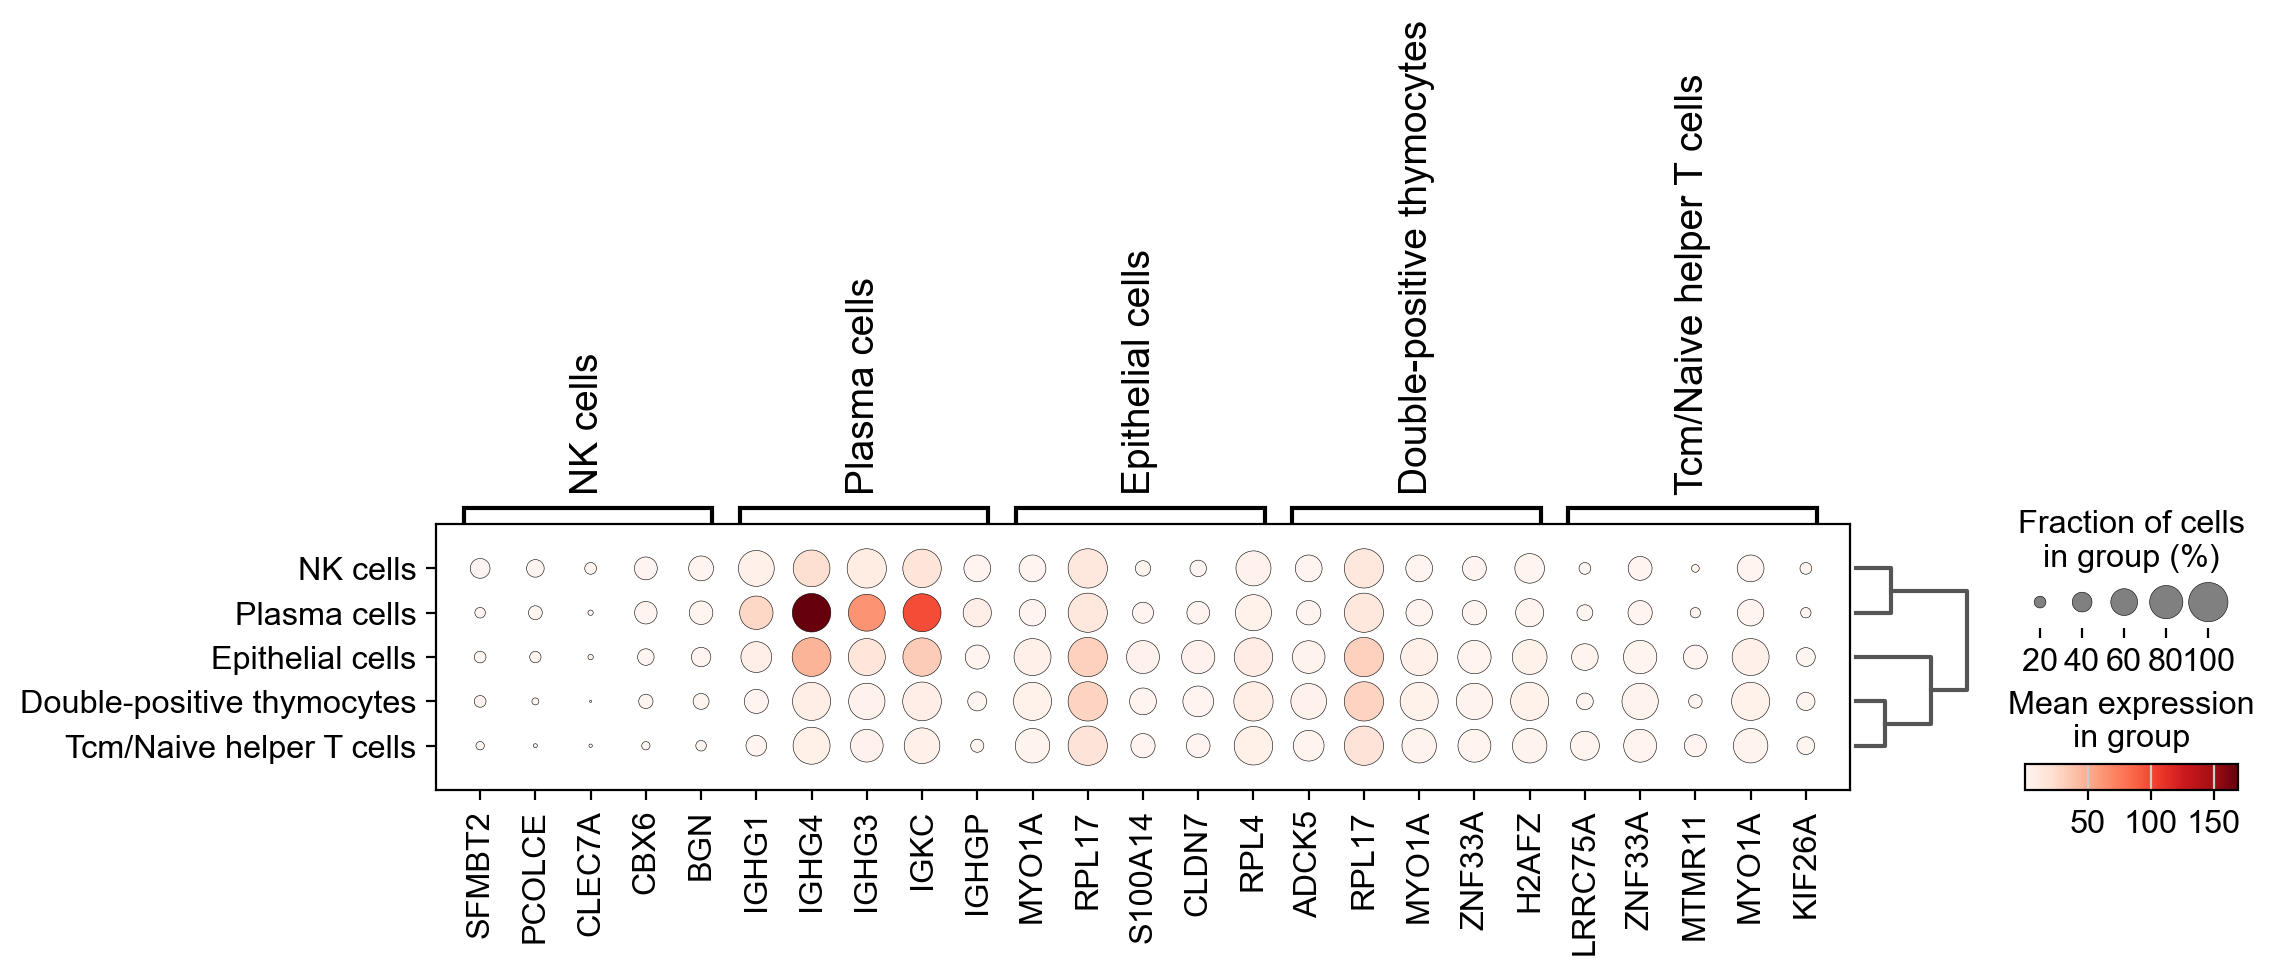 NK cells
Plasma cells
Epithelial cells
Double-positive thymocytes
Tcm/Naive helper T cells
NK cells
Plasma cells
Epithelial cells
Double-positive thymocytes
Tcm/Naive helper T cells
SFMBT2
PCOLCE
CLEC7A
CBX6
BGN
IGHG1
IGHG4
IGHG3
IGKC
IGHGP
MYO1A
RPL17
S100A14
CLDN7
RPL4
ADCK5
RPL17
MYO1A
ZNF33A
H2AFZ
LRRC75A
ZNF33A
MTMR11
MYO1A
KIF26A
Fraction of cells
in group (%)
20 40 60 80 100
Mean expression
in group
50 100 150